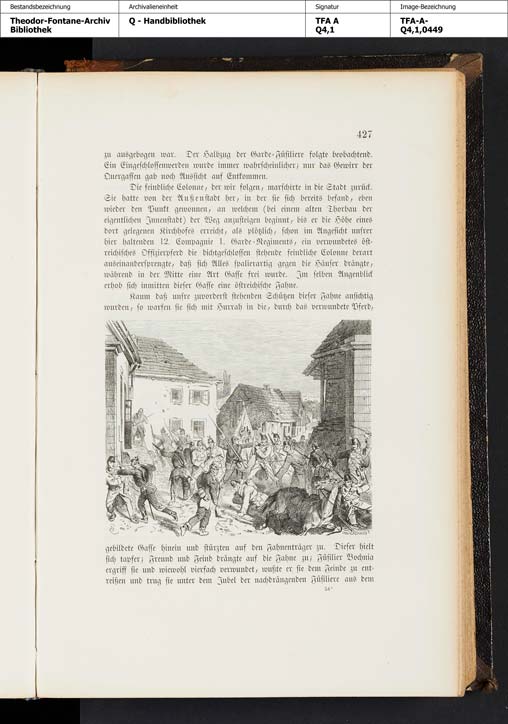 Bestandsbezeichnung
Archivalieneinheit
Signatur
Image-Bezeichnung
Theodor-Fontane-Archiv
Bibliothek
Q - Handbibliothek
TFA A
Q4,1
TFA-A-
Q4,1,0449
427
zu ausgebogen war. Der Halbzug der Garde-Füsiliere folgte beobachtend.
Ein Eingeschlossenwerden wurde immer wahrscheinlicher; nur das Gewirr der
Quergassen gab noch Aussicht auf Entkommen.
Die feindliche Colonne, der wir folgen, marschirte in die Stadt zurück.
Sie hatte von der Außenstadt her, in der sie sich bereits befand, eben
wieder den Punkt gewonnen, an welchem (bei einem alten Thorbau der
eigentlichen Innenstadt) der Weg anzusteigen beginnt, bis er die Höhe eines
dort gelegenen Kirchhofes erreicht, als plötzlich, schon im Angesicht unsrer
hier haltenden 12. Compagnie 1. Garde-Regiments, ein verwundetes öst-
reichisches Offizierpferd die dichtgeschlossen stehende feindliche Colonne derart
auseinandersprengte, daß sich Alles spalierartig gegen die Häuser drängte,
während in der Mitte eine Art Gasse frei wurde. Im selben Augenblick
erhob sich inmitten dieser Gasse eine östreichische Fahne.
Kaum daß unsre zuvorderst stehenden Schützen dieser Fahne ansichtig
wurden, so warfen sie sich mit Hurrah in die, durch das verwundete Pferd,
gebildete Gasse hinein und stürzten auf den Fahnenträger zu. Dieser hielt
sich tapfer; Freund und Feind drängte auf die Fahne zu; Füsilier Bochnia
ergriff sie und wiewohl vierfach verwundet, wußte er sie dem Feinde zu ent-
reißen und trug sie unter dem Jubel der nachdrängenden Füsiliere aus dem
54*